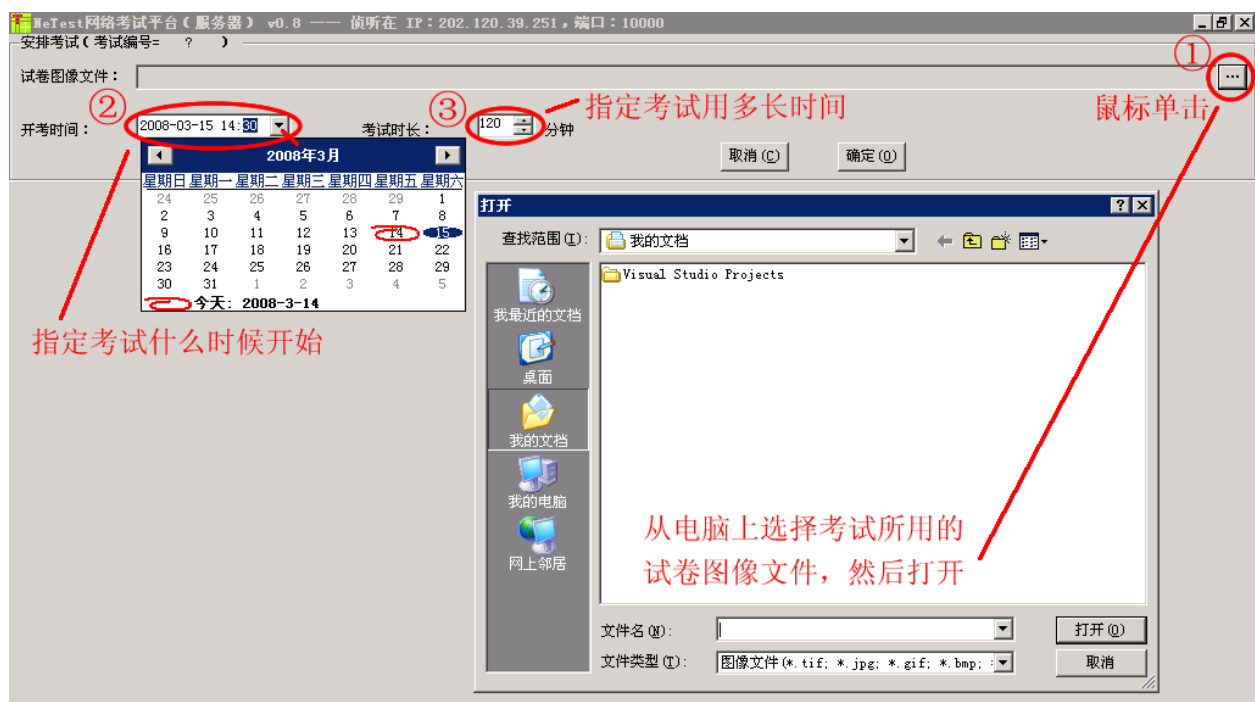 NeTest网络考试平台(服务器) v0.8 —— 侦听在 IP:202.120.39.251,端口:10000
安排考试(考试编号= ? )
试卷图像文件:
...
①
鼠标单击
②
开考时间:
2008-03-15 14:30
③
考试时长:
120
分钟
指定考试用多长时间
取消(C)
确定(O)
2008年3月
星期日 星期一 星期二 星期三 星期四 星期五 星期六
24 25 26 27 28 29 1
2 3 4 5 6 7 8
9 10 11 12 13 14 15
16 17 18 19 20 21 22
23 24 25 26 27 28 29
30 31 1 2 3 4 5
今天: 2008-3-14
指定考试什么时候开始
打开
查找范围(I):
我的文档
Visual Studio Projects
我最近的文档
桌面
我的文档
我的电脑
网上邻居
从电脑上选择考试所用的
试卷图像文件，然后打开
文件名(N):
打开(O)
文件类型(T):
图像文件(*.tif; *.jpg; *.gif; *.bmp;
取消